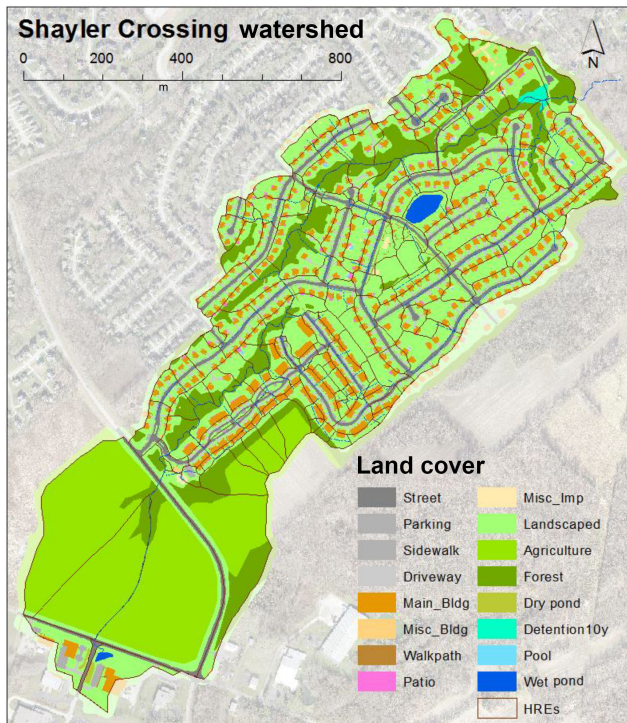 Shayler Crossing watershed
0 200 400 800
m
N
Land cover
Street
Parking
Sidewalk
Driveway
Main_Bldg
Misc_Bldg
Walkpath
Patio
Misc_Imp
Landscaped
Agriculture
Forest
Dry pond
Detention10y
Pool
Wet pond
HREs